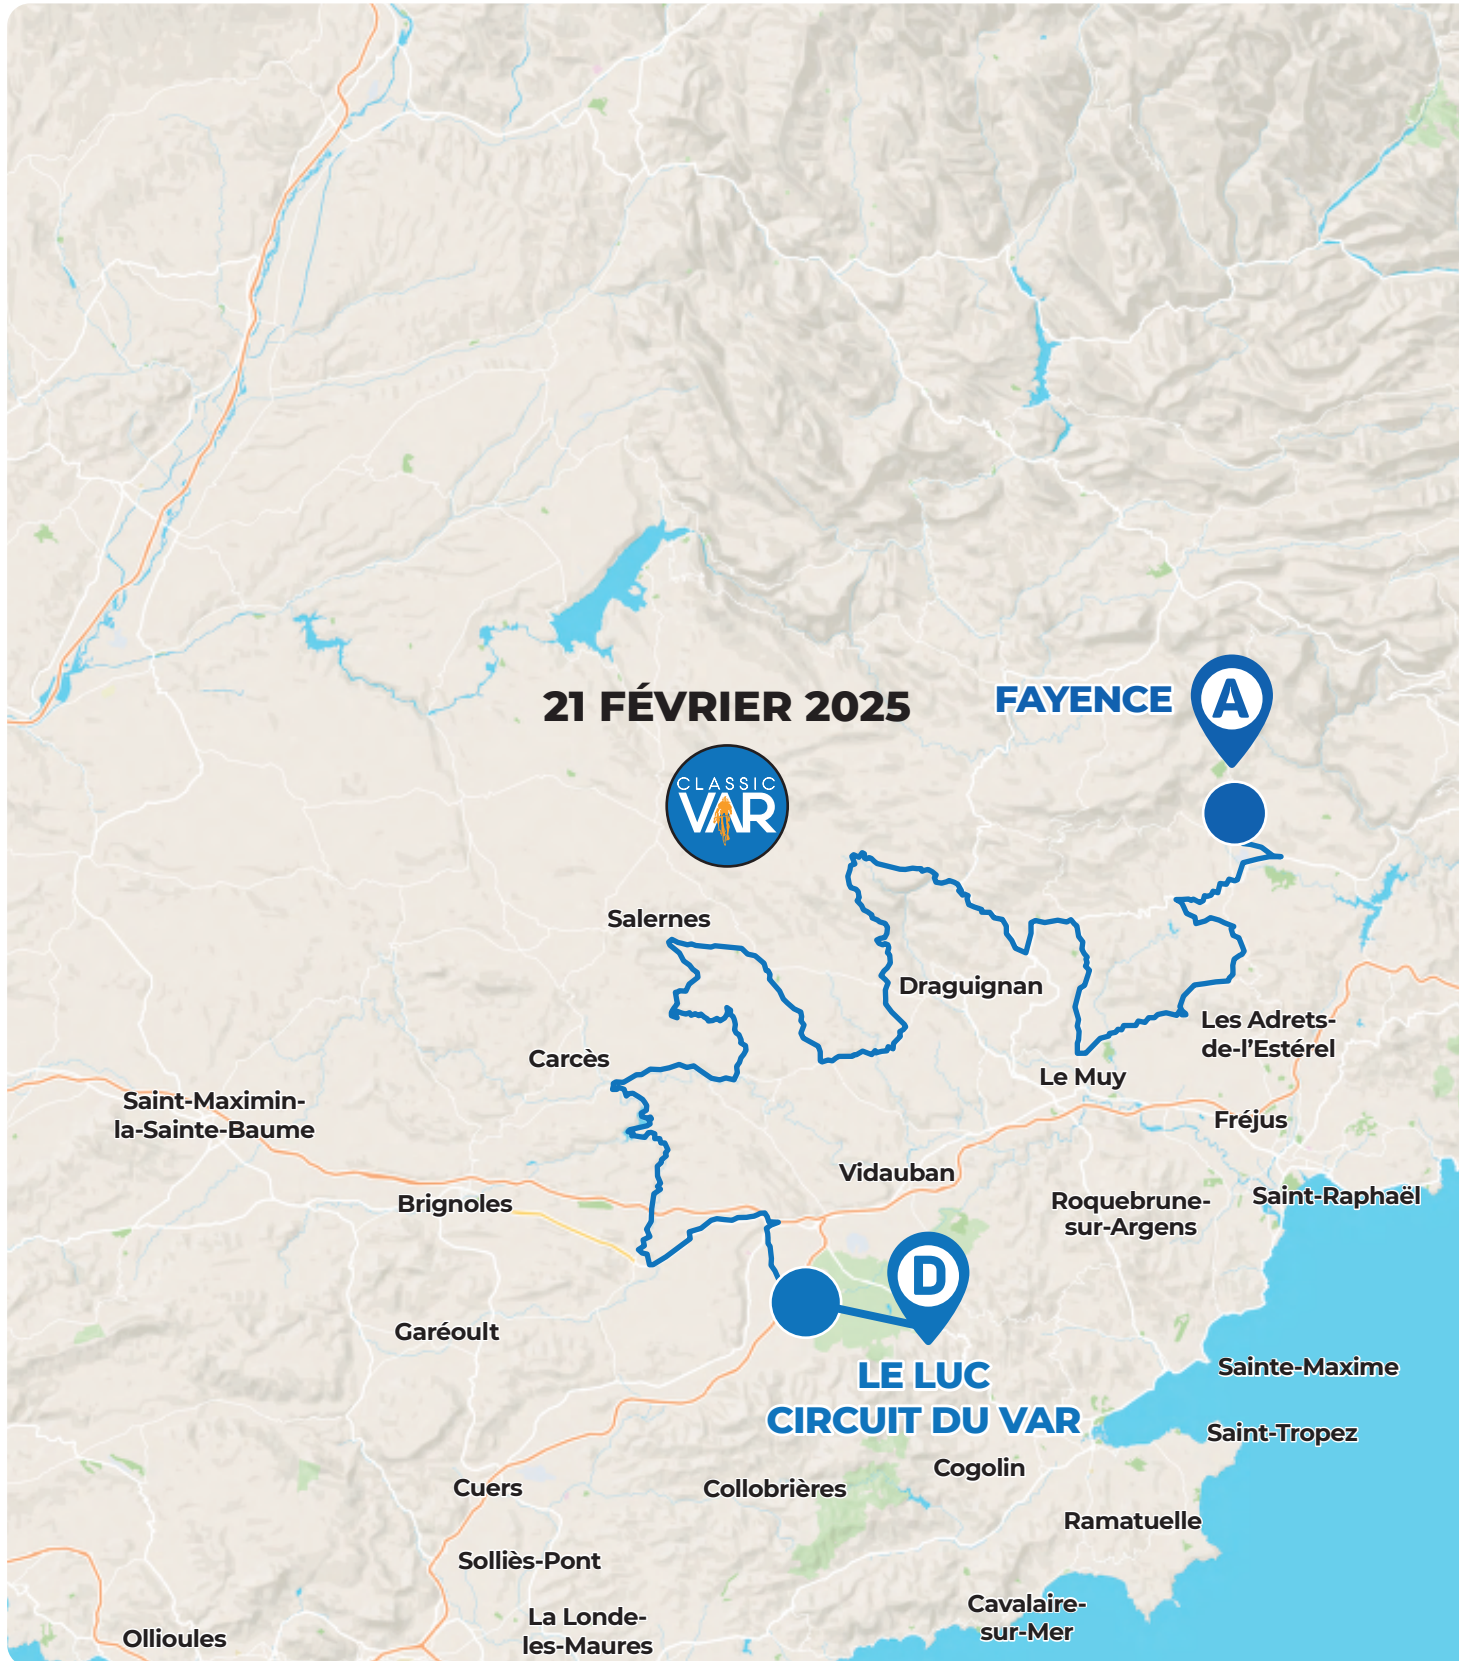 21 FÉVRIER 2025
FAYENCE
A
CLASSIC
VAR
Salernes
Draguignan
Les Adrets-
de-l'Estérel
Carcès
Le Muy
Saint-Maximin-
la-Sainte-Baume
Fréjus
Vidauban
Brignoles
Roquebrune-
sur-Argens
Saint-Raphaël
D
Garéoult
LE LUC
CIRCUIT DU VAR
Sainte-Maxime
Saint-Tropez
Cogolin
Cuers
Collobrières
Ramatuelle
Solliès-Pont
Cavalaire-
sur-Mer
La Londe-
les-Maures
Ollioules